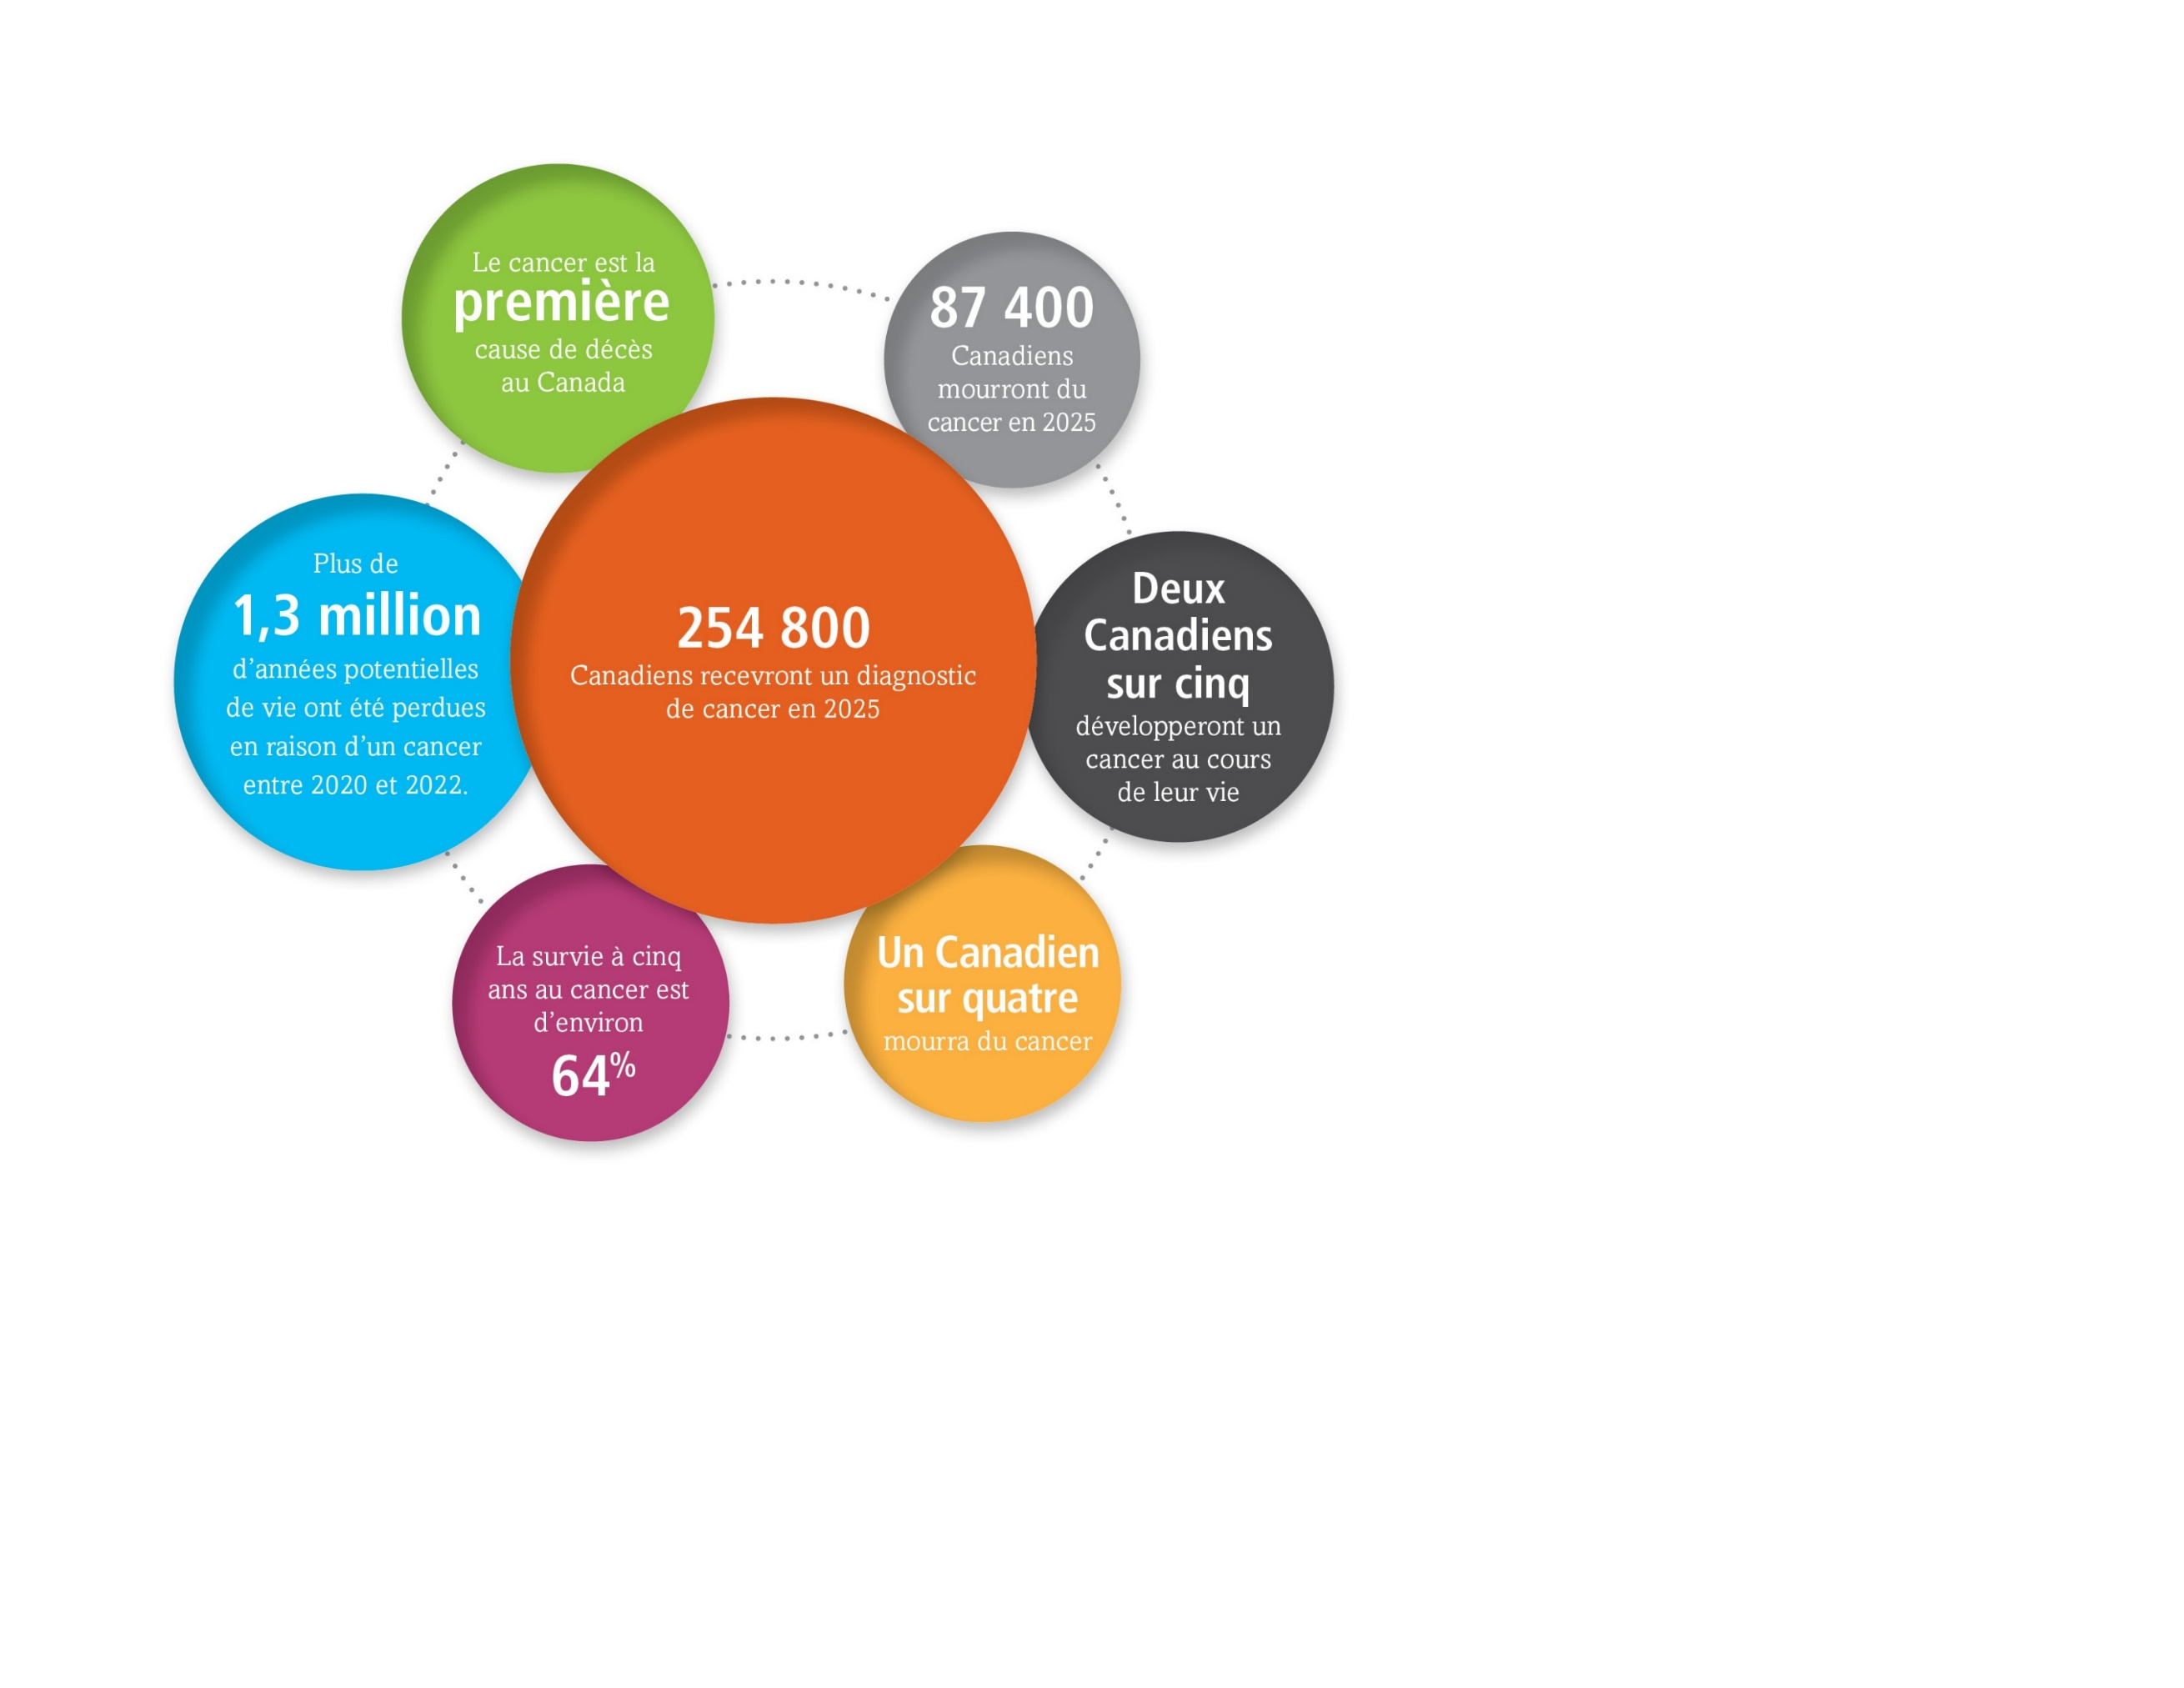 Le cancer est la
première
cause de décès
au Canada
87 400
Canadiens
mourront du
cancer en 2025
Plus de
1,3 million
d’années potentielles
de vie ont été perdues
en raison d’un cancer
entre 2020 et 2022.
254 800
Canadiens recevront un diagnostic
de cancer en 2025
Deux
Canadiens
sur cinq
développeront un
cancer au cours
de leur vie
La survie à cinq
ans au cancer est
d’environ
64%
Un Canadien
sur quatre
mourra du cancer